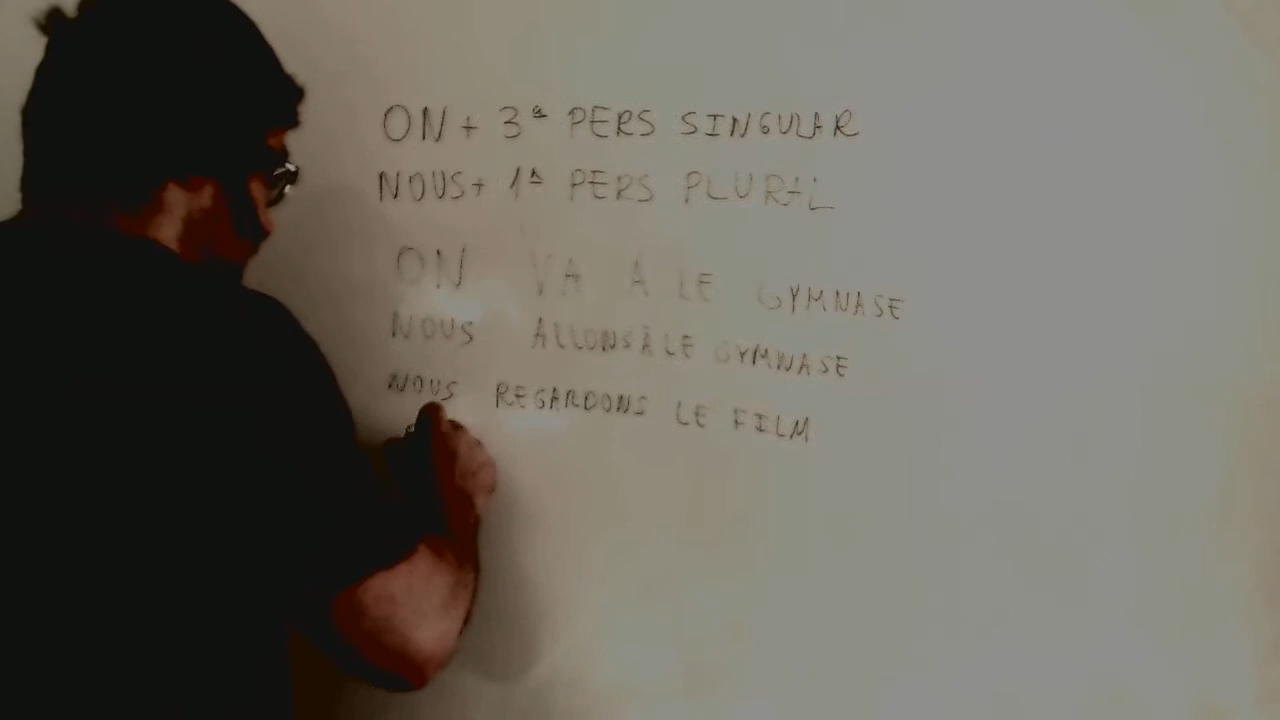 ON + 3ª PERS SINGULAR
NOUS + 1ª PERS PLURAL
ON VA À LE GYMNASE
NOUS ALLONS À LE GYMNASE
NOUS REGARDONS LE FILM